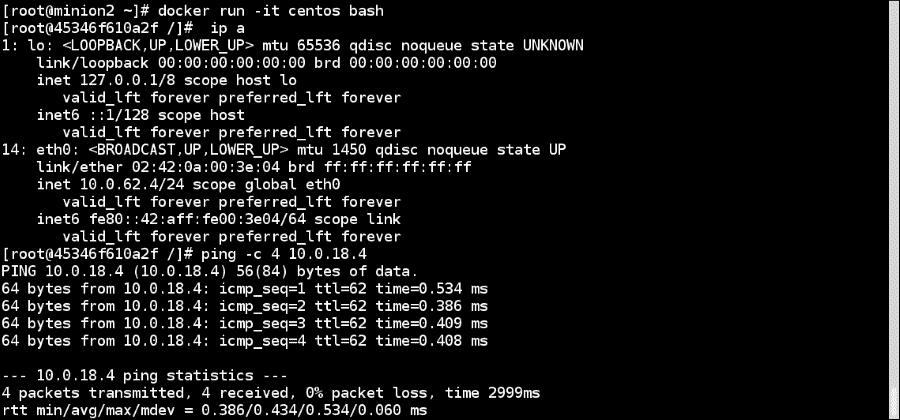 [root@minion2 ~]# docker run -it centos bash
[root@45346f610a2f /]#  ip a
1: lo: <LOOPBACK,UP,LOWER_UP> mtu 65536 qdisc noqueue state UNKNOWN
    link/loopback 00:00:00:00:00:00 brd 00:00:00:00:00:00
    inet 127.0.0.1/8 scope host lo
       valid_lft forever preferred_lft forever
    inet6 ::1/128 scope host
       valid_lft forever preferred_lft forever
14: eth0: <BROADCAST,UP,LOWER_UP> mtu 1450 qdisc noqueue state UP
    link/ether 02:42:0a:00:3e:04 brd ff:ff:ff:ff:ff:ff
    inet 10.0.62.4/24 scope global eth0
       valid_lft forever preferred_lft forever
    inet6 fe80::42:aff:fe00:3e04/64 scope link
       valid_lft forever preferred_lft forever
[root@45346f610a2f /]# ping -c 4 10.0.18.4
PING 10.0.18.4 (10.0.18.4) 56(84) bytes of data.
64 bytes from 10.0.18.4: icmp_seq=1 ttl=62 time=0.534 ms
64 bytes from 10.0.18.4: icmp_seq=2 ttl=62 time=0.386 ms
64 bytes from 10.0.18.4: icmp_seq=3 ttl=62 time=0.409 ms
64 bytes from 10.0.18.4: icmp_seq=4 ttl=62 time=0.408 ms

--- 10.0.18.4 ping statistics ---
4 packets transmitted, 4 received, 0% packet loss, time 2999ms
rtt min/avg/max/mdev = 0.386/0.434/0.534/0.060 ms